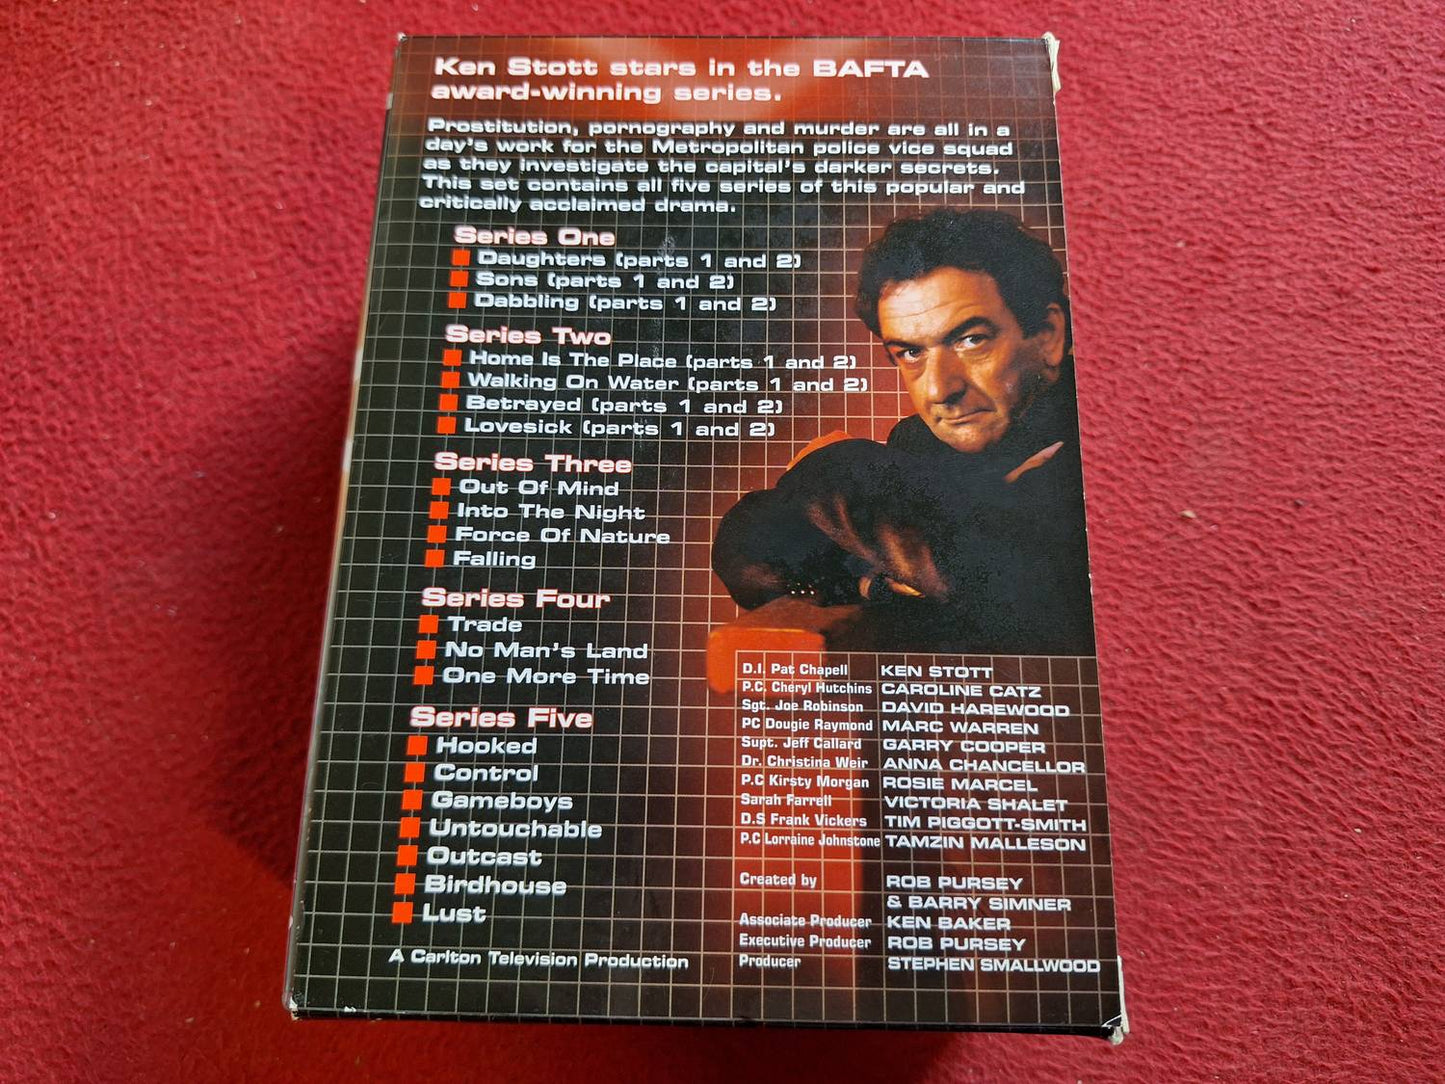 Ken Stott stars in the BAFTA
award-winning series.
Prostitution, pornography and murder are all in a
day's work for the Metropolitan police vice squad
as they investigate the capital's darker secrets.
This set contains all five series of this popular and
critically acclaimed drama.
Series One
Daughters (parts 1 and 2)
Sons (parts 1 and 2)
Dabbling (parts 1 and 2)
Series Two
Home Is The Place (parts 1 and 2)
Walking On Water (parts 1 and 2)
Betrayed (parts 1 and 2)
Lovesick (parts 1 and 2)
Series Three
Out Of Mind
Into The Night
Force Of Nature
Falling
Series Four
Trade
No Man's Land
One More Time
Series Five
Hooked
Control
Gameboys
Untouchable
Outcast
Birdhouse
Lust
A Carlton Television Production
D.I. Pat Chapell KEN STOTT
P.C. Cheryl Hutchins CAROLINE CATZ
Sgt. Joe Robinson DAVID HAREWOOD
PC Dougie Raymond MARC WARREN
Supt. Jeff Callard GARRY COOPER
Dr. Christina Weir ANNA CHANCELLOR
P.C Kirsty Morgan ROSIE MARCEL
Sarah Farrell VICTORIA SHALET
D.S Frank Vickers TIM PIGGOTT-SMITH
P.C Lorraine Johnstone TAMZIN MALLESON
Created by ROB PURSEY
& BARRY SIMNER
Associate Producer KEN BAKER
Executive Producer ROB PURSEY
Producer STEPHEN SMALLWOOD